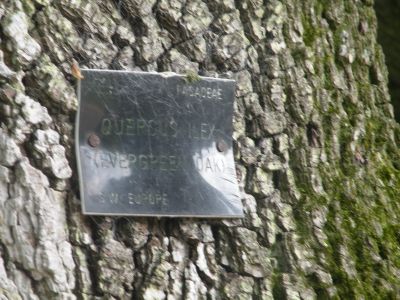 FAGACEAE
QUERCUS ILEX
(EVERGREEN OAK)
S.W. EUROPE